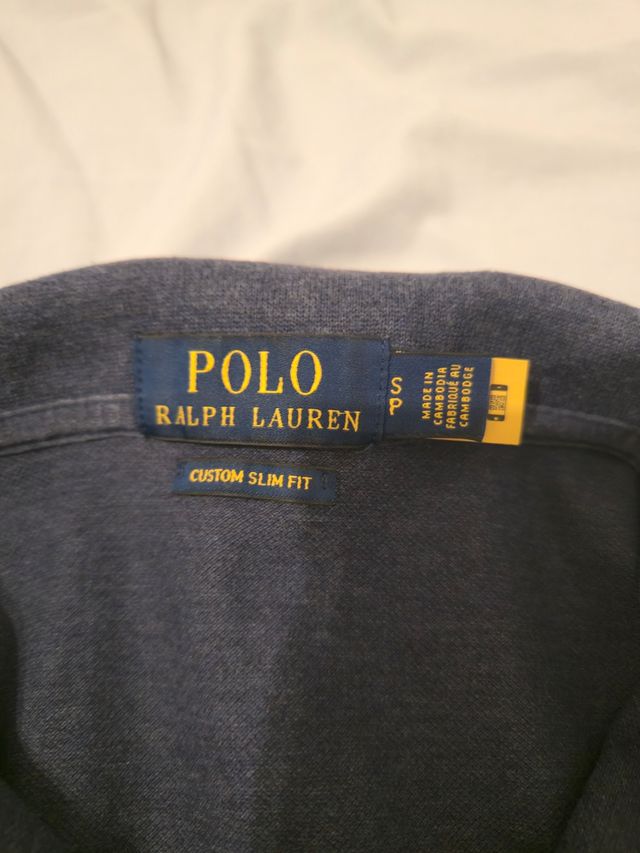 POLO
RALPH LAUREN
S
P
MADE IN
CAMBODIA
FABRIQUÉ AU
CAMBODGE
CUSTOM SLIM FIT